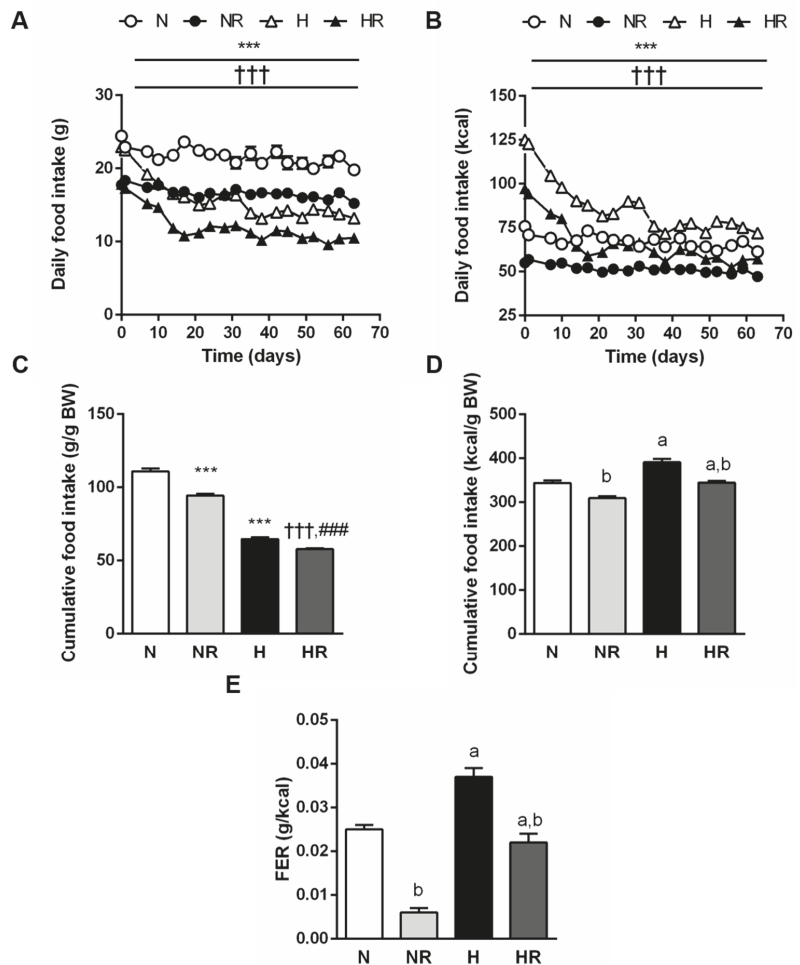 A
N NR H HR
***
†††
Daily food intake (g)
30
20
10
0
0 10 20 30 40 50 60 70
Time (days)
B
N NR H HR
***
†††
Daily food intake (kcal)
150
125
100
75
50
25
0 10 20 30 40 50 60 70
Time (days)
C
Cumulative food intake (g/g BW)
150
100
50
0
***
***
†††,###
N NR H HR
D
Cumulative food intake (kcal/g BW)
500
400
300
200
100
0
b
a
a,b
N NR H HR
E
FER (g/kcal)
0.05
0.04
0.03
0.02
0.01
0.00
b
a
a,b
N NR H HR